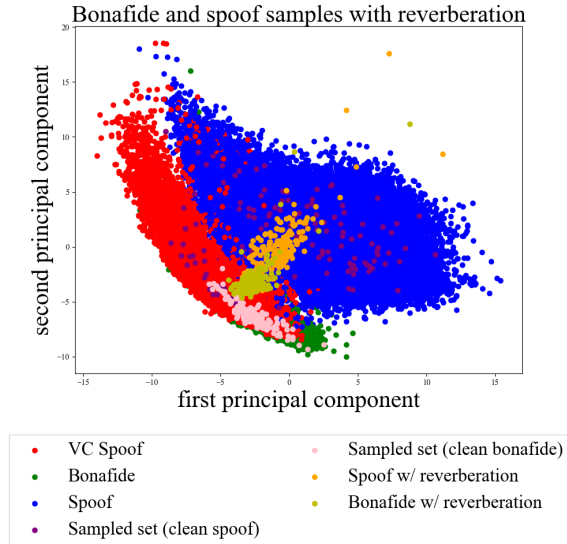 Bonafide and spoof samples with reverberation
second principal component
20
15
10
5
0
−5
−10
−15
−10
−5
0
5
10
15
first principal component
VC Spoof
Bonafide
Spoof
Sampled set (clean spoof)
Sampled set (clean bonafide)
Spoof w/ reverberation
Bonafide w/ reverberation